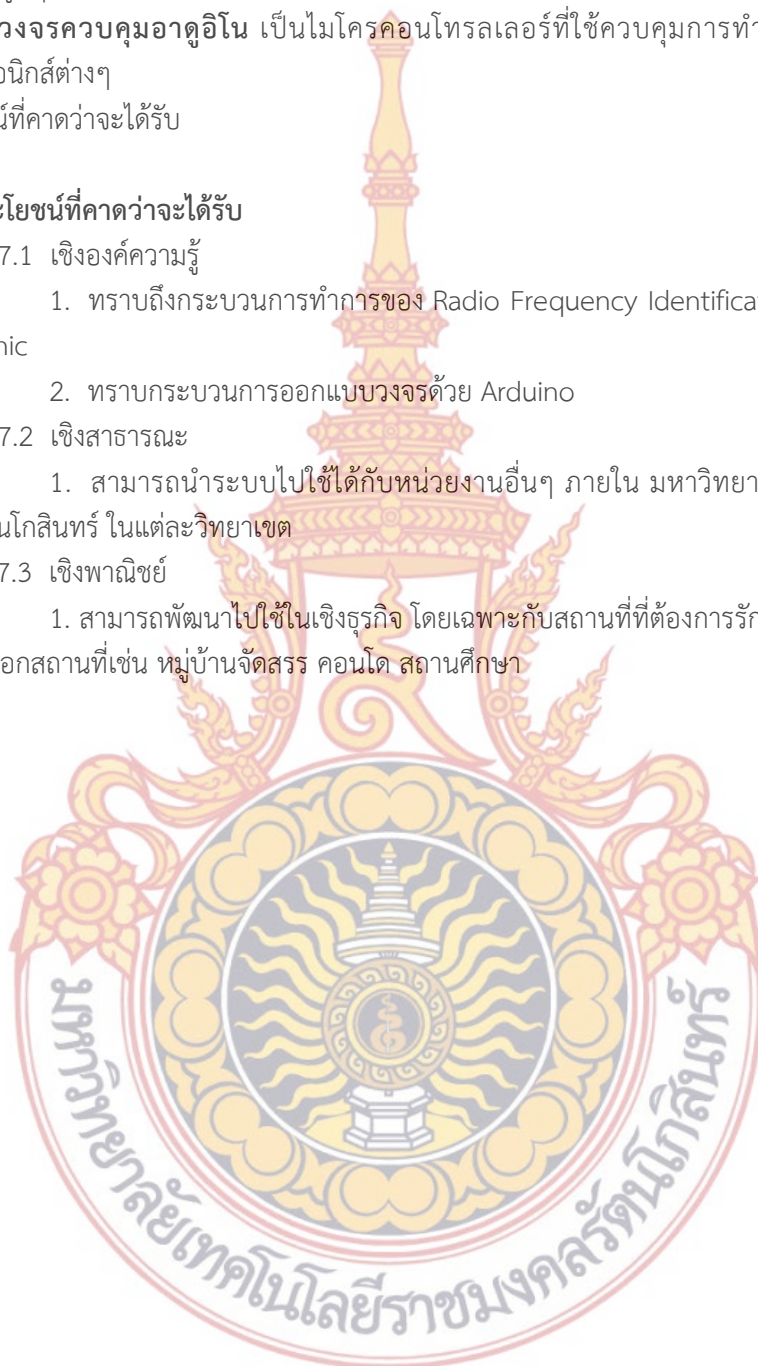 วงจรควบคุมอาดูอิโน เป็นไมโครคอนโทรลเลอร์ที่ใช้ควบคุมการทำ
อนิกส์ต่างๆ
น์ที่คาดว่าจะได้รับ
ะโยชน์ที่คาดว่าจะได้รับ
7.1 เชิงองค์ความรู้
1. ทราบถึงกระบวนการทำการของ Radio Frequency Identifica
nic
2. ทราบกระบวนการออกแบบวงจรด้วย Arduino
7.2 เชิงสาธารณะ
1. สามารถนำระบบไปใช้ได้กับหน่วยงานอื่นๆ ภายใน มหาวิทยา
นโกสินทร์ ในแต่ละวิทยาเขต
7.3 เชิงพาณิชย์
1. สามารถพัฒนาไปใช้ในเชิงธุรกิจ โดยเฉพาะกับสถานที่ที่ต้องการรัก
อกสถานที่เช่น หมู่บ้านจัดสรร คอนโด สถานศึกษา
มหาวิทยาลัยเทคโนโลยีราชมงคลรัตนโกสินทร์